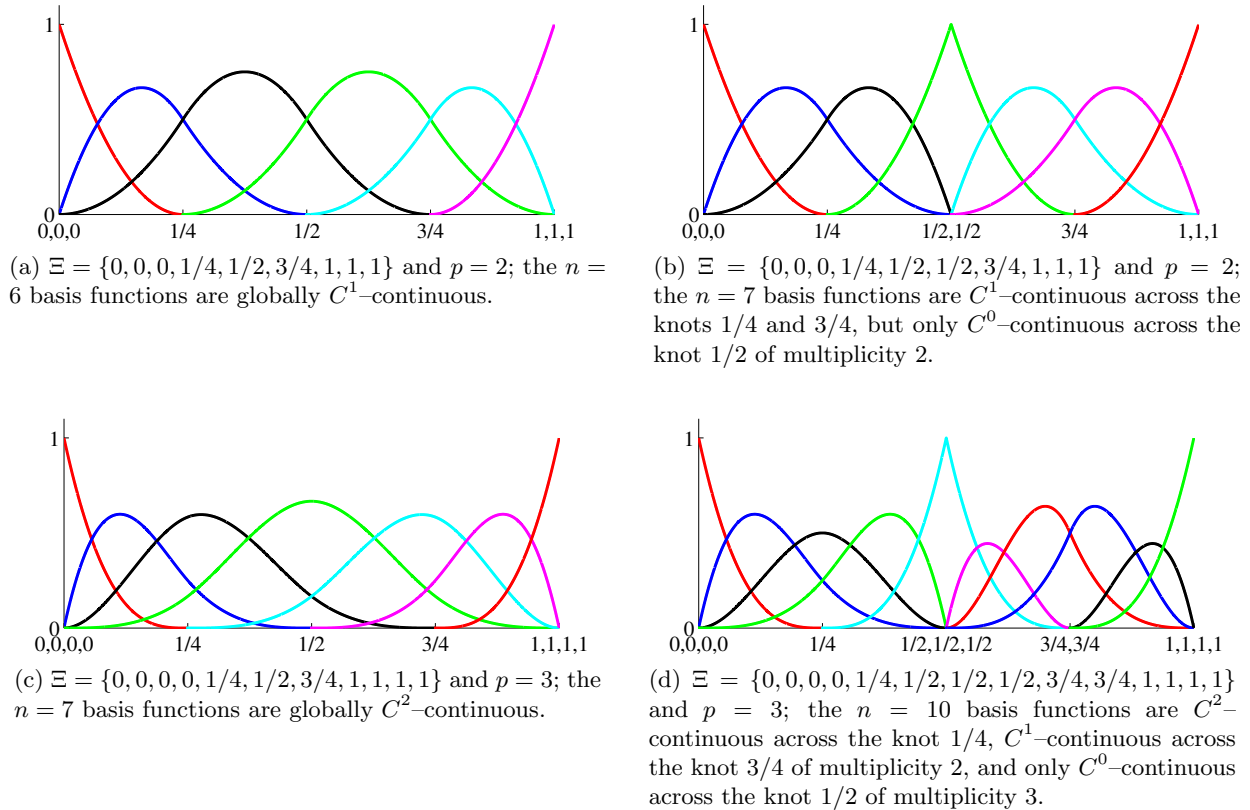 1
0
0,0,0
1/4
1/2
3/4
1,1,1
(a) Ξ = {0, 0, 0, 1/4, 1/2, 3/4, 1, 1, 1} and p = 2; the n =
6 basis functions are globally C¹–continuous.
1
0
0,0,0
1/4
1/2,1/2
3/4
1,1,1
(b) Ξ = {0, 0, 0, 1/4, 1/2, 1/2, 3/4, 1, 1, 1} and p = 2;
the n = 7 basis functions are C¹–continuous across the
knots 1/4 and 3/4, but only C⁰–continuous across the
knot 1/2 of multiplicity 2.
1
0
0,0,0,0
1/4
1/2
3/4
1,1,1,1
(c) Ξ = {0, 0, 0, 0, 1/4, 1/2, 3/4, 1, 1, 1, 1} and p = 3; the
n = 7 basis functions are globally C²–continuous.
1
0
0,0,0,0
1/4
1/2,1/2,1/2
3/4,3/4
1,1,1,1
(d) Ξ = {0, 0, 0, 0, 1/4, 1/2, 1/2, 1/2, 3/4, 3/4, 1, 1, 1, 1}
and p = 3; the n = 10 basis functions are C²–
continuous across the knot 1/4, C¹–continuous across
the knot 3/4 of multiplicity 2, and only C⁰–continuous
across the knot 1/2 of multiplicity 3.